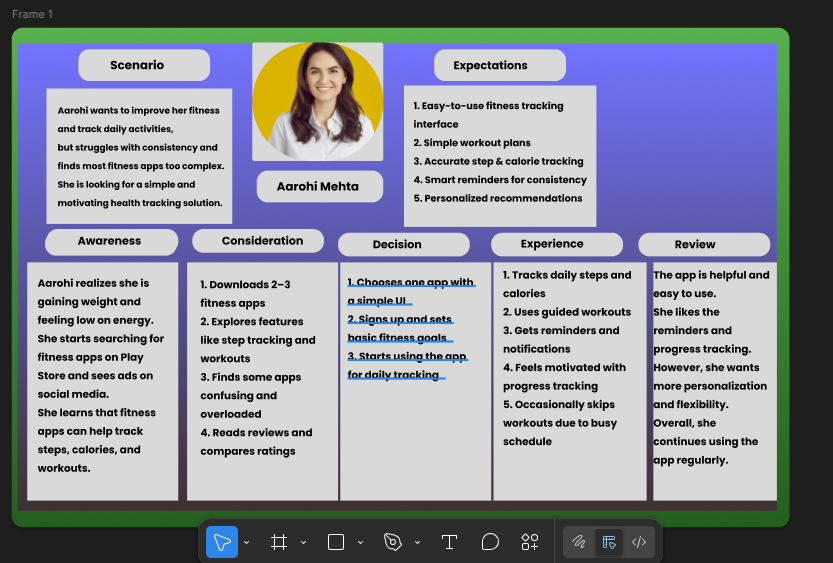 Frame 1
Scenario
Aarohi wants to improve her fitness
and track daily activities,
but struggles with consistency and
finds most fitness apps too complex.
She is looking for a simple and
motivating health tracking solution.
Aarohi Mehta
Expectations
1. Easy-to-use fitness tracking
interface
2. Simple workout plans
3. Accurate step & calorie tracking
4. Smart reminders for consistency
5. Personalized recommendations
Awareness
Aarohi realizes she is
gaining weight and
feeling low on energy.
She starts searching for
fitness apps on Play
Store and sees ads on
social media.
She learns that fitness
apps can help track
steps, calories, and
workouts.
Consideration
1. Downloads 2–3
fitness apps
2. Explores features
like step tracking and
workouts
3. Finds some apps
confusing and
overloaded
4. Reads reviews and
compares ratings
Decision
1. Chooses one app with
a simple UI
2. Signs up and sets
basic fitness goals
3. Starts using the app
for daily tracking
Experience
1. Tracks daily steps and
calories
2. Uses guided workouts
3. Gets reminders and
notifications
4. Feels motivated with
progress tracking
5. Occasionally skips
workouts due to busy
schedule
Review
The app is helpful and
easy to use.
She likes the
reminders and
progress tracking.
However, she wants
more personalization
and flexibility.
Overall, she
continues using the
app regularly.